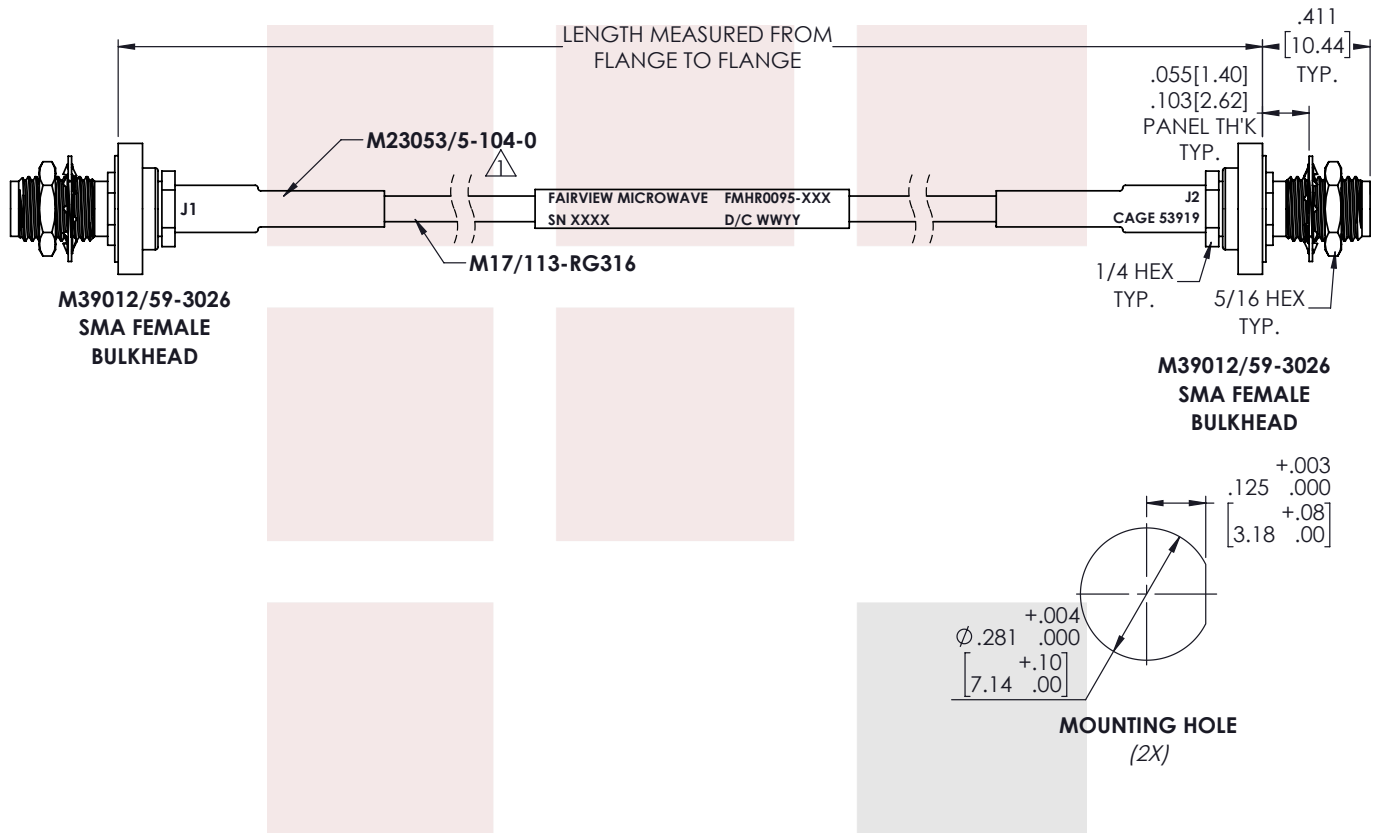 LENGTH MEASURED FROM
FLANGE TO FLANGE
.411
[10.44]
TYP.
.055[1.40]
.103[2.62]
PANEL TH'K
TYP.
M23053/5-104-0
1
J1
FAIRVIEW MICROWAVE FMHR0095-XXX
SN XXXX D/C WWYY
J2
CAGE 53919
M17/113-RG316
1/4 HEX
TYP.
5/16 HEX
TYP.
M39012/59-3026
SMA FEMALE
BULKHEAD
M39012/59-3026
SMA FEMALE
BULKHEAD
+.003
.125 .000
+.08
[3.18 .00]
+.004
∅.281 .000
+.10
[7.14 .00]
MOUNTING HOLE
(2X)